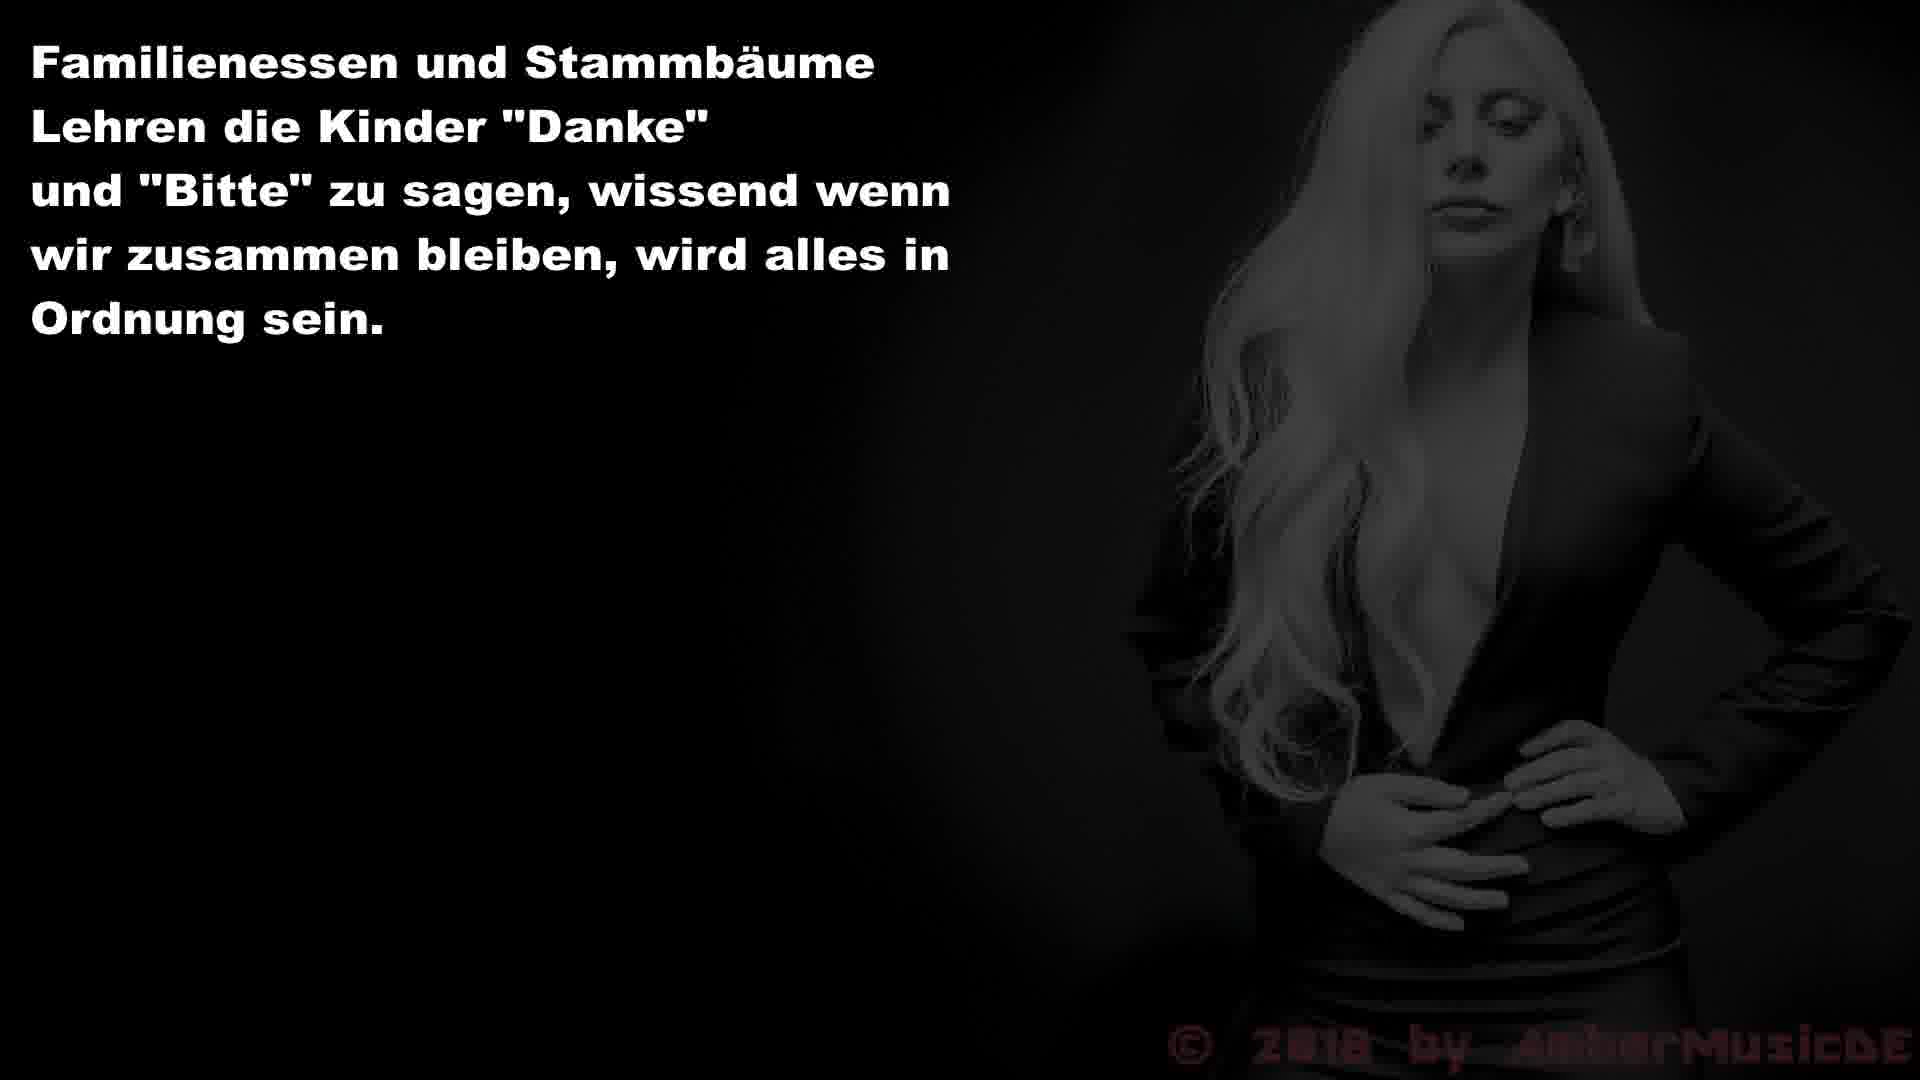 Familienessen und Stammbäume
Lehren die Kinder "Danke"
und "Bitte" zu sagen, wissend wenn
wir zusammen bleiben, wird alles in
Ordnung sein.
© 2018 by AmberMusicDE